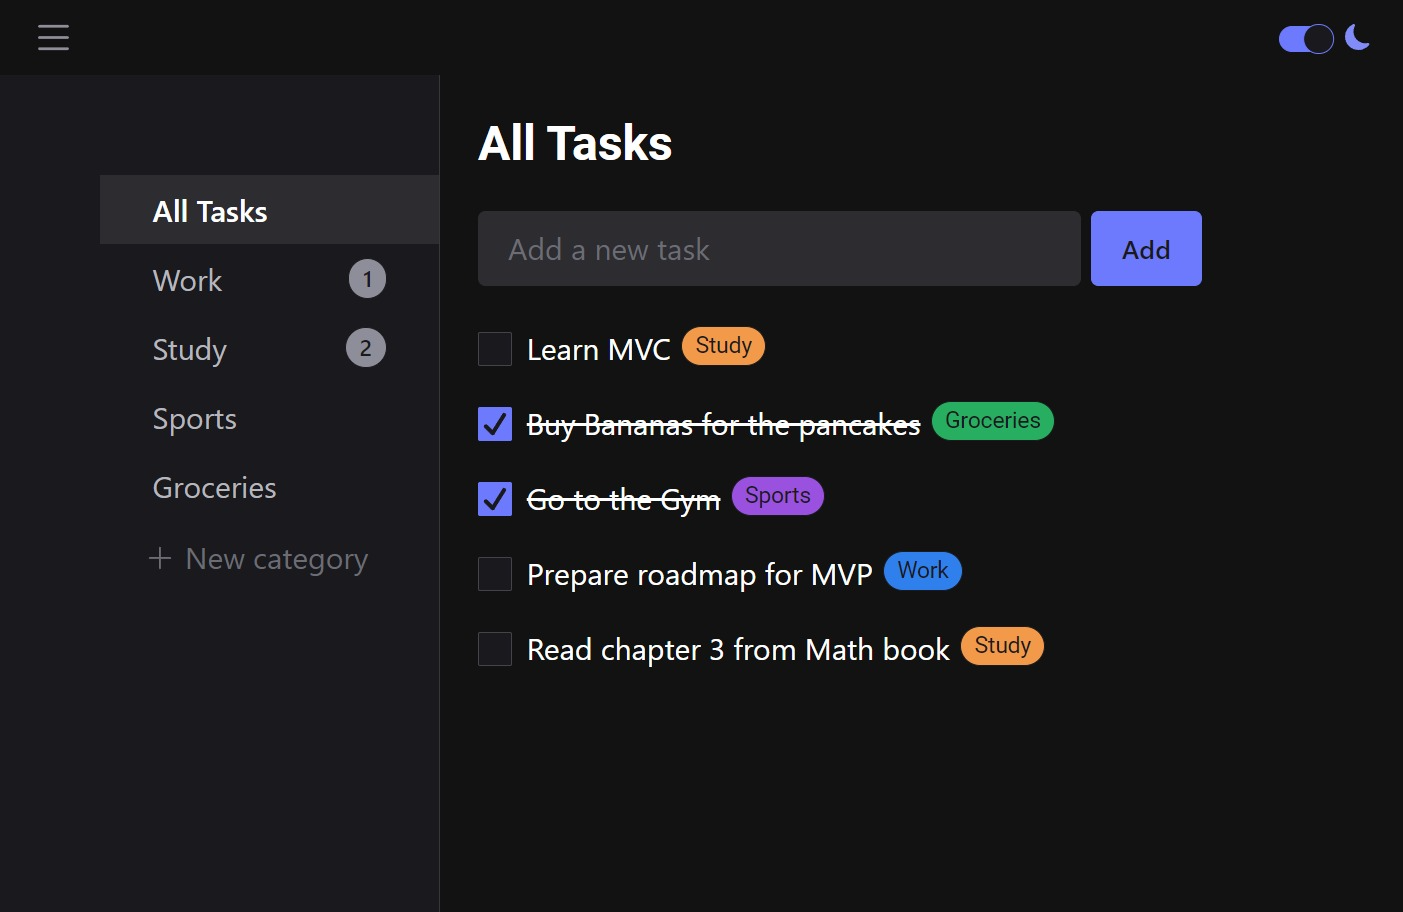 All Tasks
Work 1
Study 2
Sports
Groceries
New category
All Tasks
Add a new task
Add
Learn MVC Study
Buy Bananas for the pancakes Groceries
Go to the Gym Sports
Prepare roadmap for MVP Work
Read chapter 3 from Math book Study